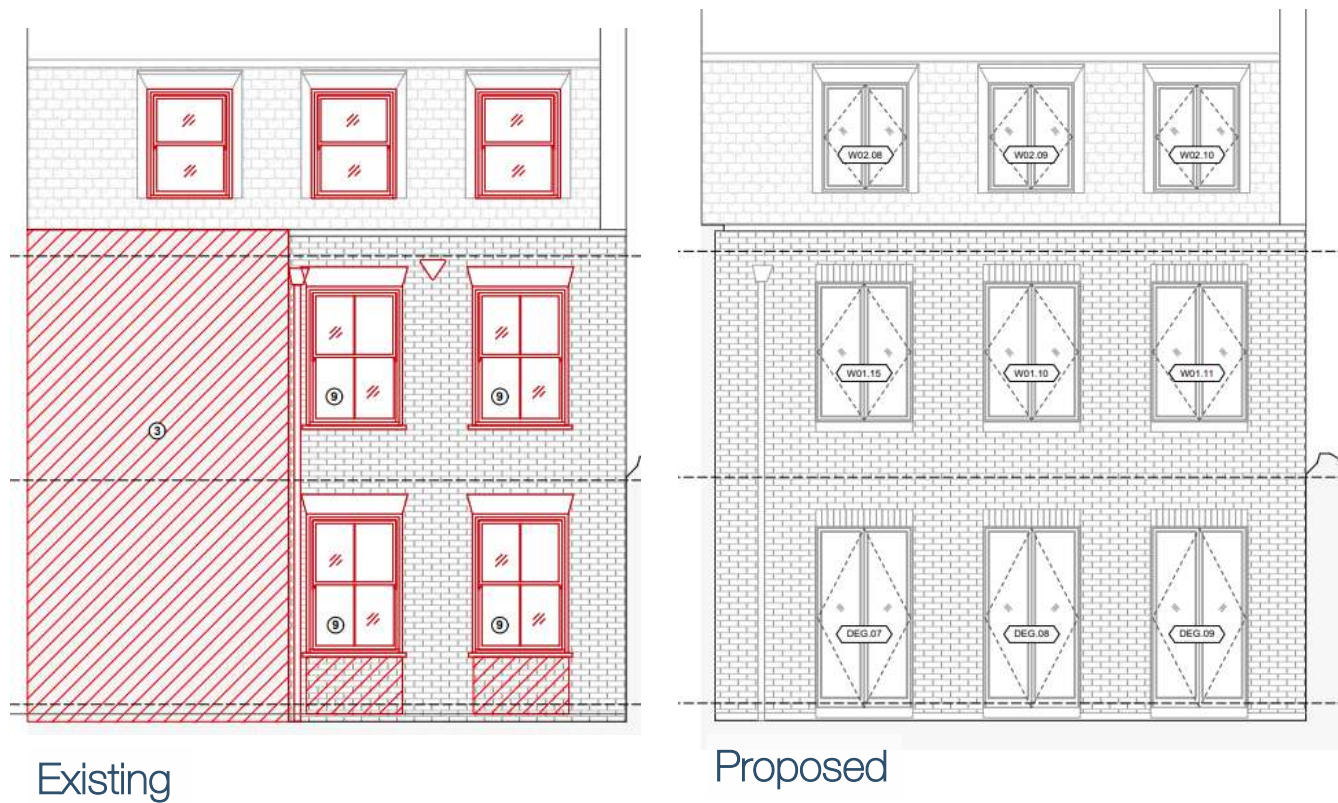 3
9
9
9
9
Existing
W02.08
W02.09
W02.10
W01.15
W01.10
W01.11
DEG.07
DEG.08
DEG.09
Proposed